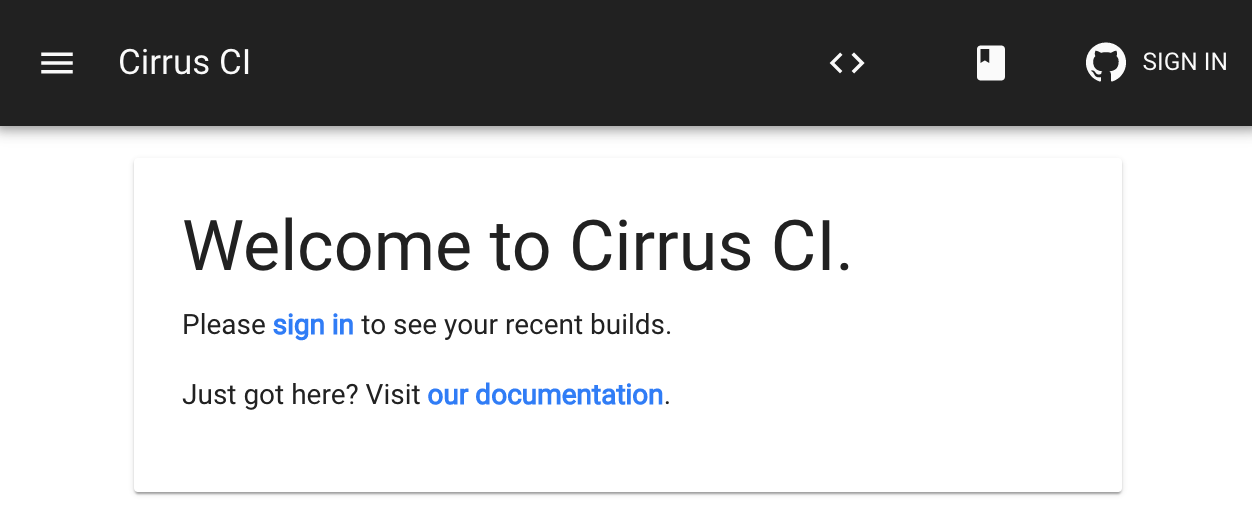 Cirrus CI
SIGN IN
Welcome to Cirrus CI.
Please sign in to see your recent builds.
Just got here? Visit our documentation.